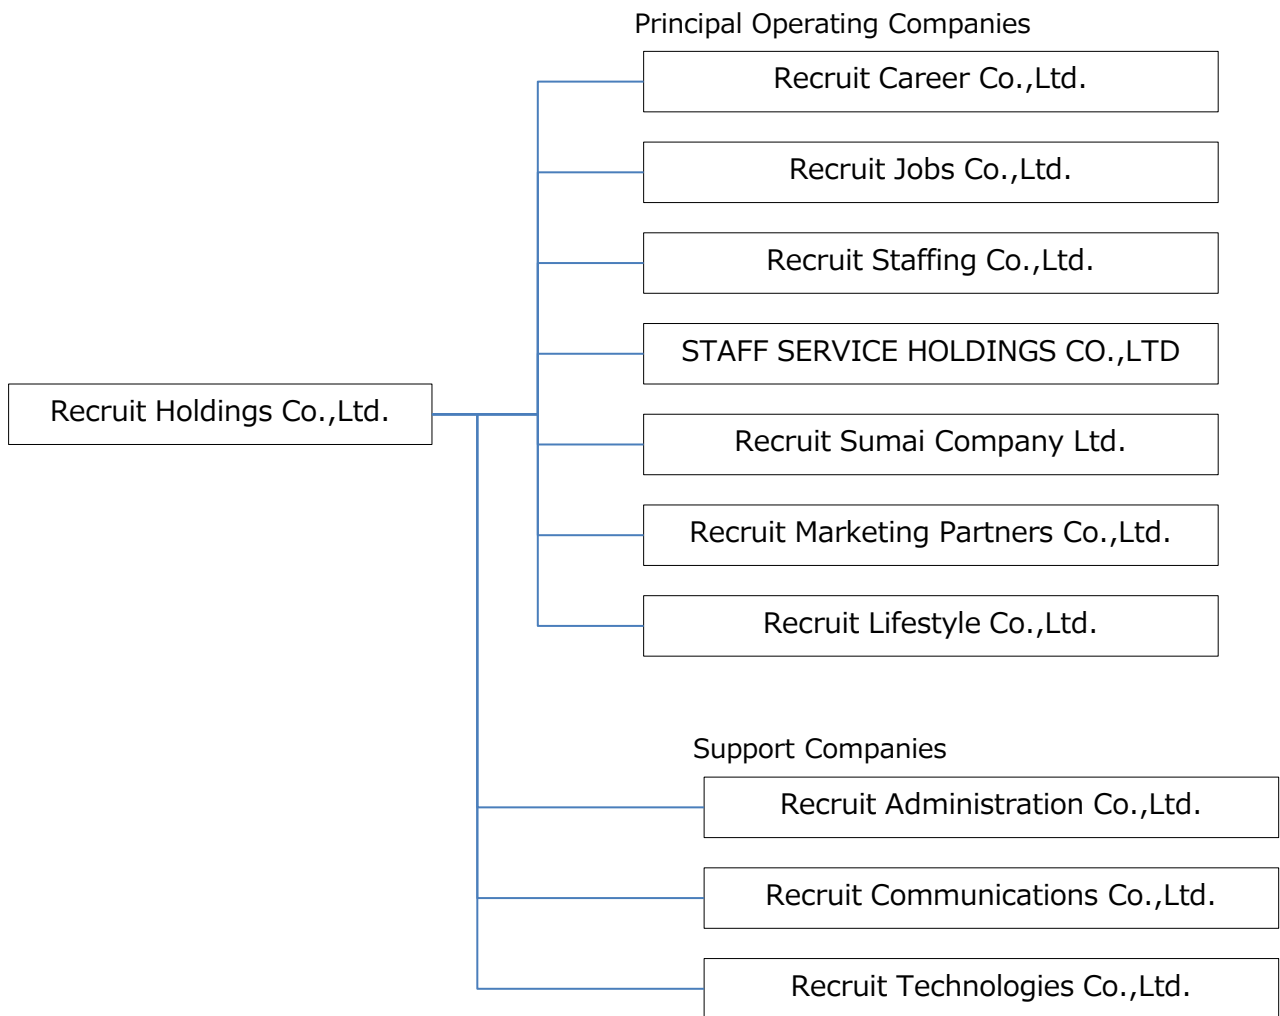 Principal Operating Companies
Recruit Career Co.,Ltd.
Recruit Jobs Co.,Ltd.
Recruit Staffing Co.,Ltd.
STAFF SERVICE HOLDINGS CO.,LTD
Recruit Holdings Co.,Ltd.
Recruit Sumai Company Ltd.
Recruit Marketing Partners Co.,Ltd.
Recruit Lifestyle Co.,Ltd.
Support Companies
Recruit Administration Co.,Ltd.
Recruit Communications Co.,Ltd.
Recruit Technologies Co.,Ltd.